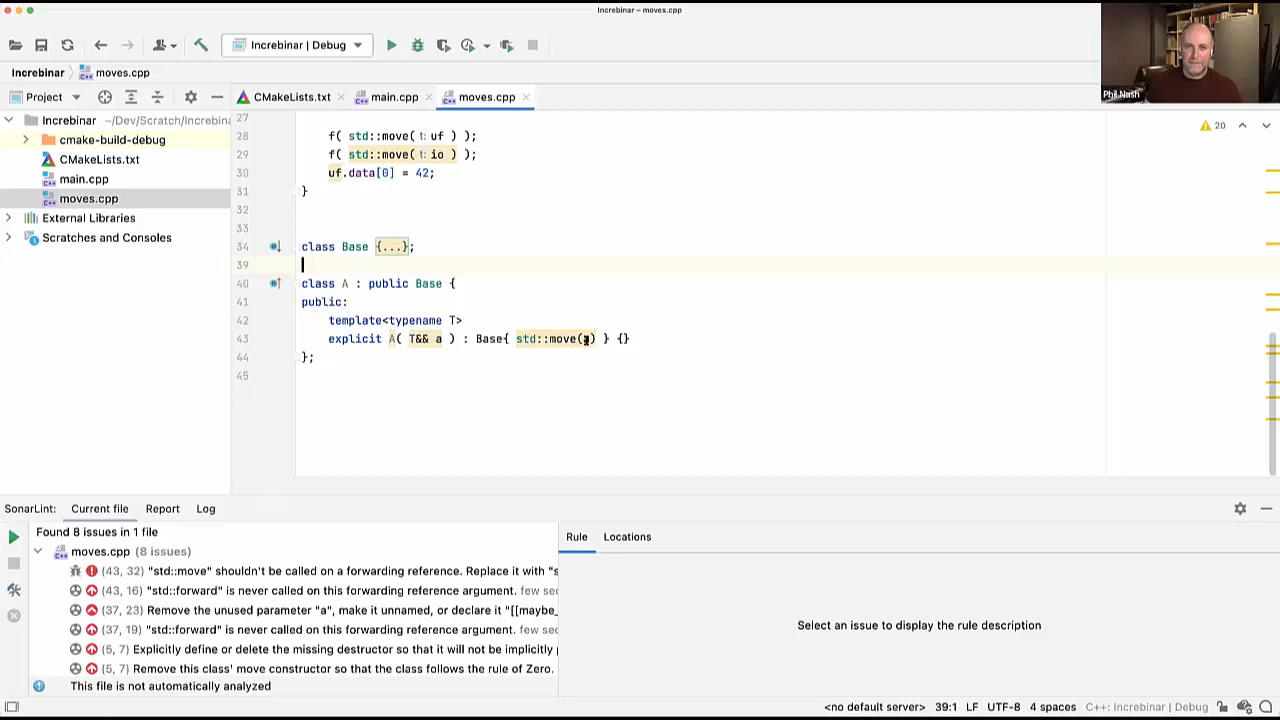 Increbinar – moves.cpp
Increbinar | Debug
Increbinar moves.cpp
Phil Nash
Project
CMakeLists.txt main.cpp moves.cpp
Increbinar ~/Dev/Scratch/Increbina
cmake-build-debug
CMakeLists.txt
main.cpp
moves.cpp
External Libraries
Scratches and Consoles
20
27
28 f( std::move( t: uf ) );
29 f( std::move( t: io ) );
30 uf.data[0] = 42;
31 }
32
33
34 class Base {...};
39
40 class A : public Base {
41 public:
42 template<typename T>
43 explicit A( T&& a ) : Base{ std::move(a) } {}
44 };
45
SonarLint: Current file Report Log
Found 8 issues in 1 file
Rule Locations
moves.cpp (8 issues)
(43, 32) "std::move" shouldn't be called on a forwarding reference. Replace it with "s
(43, 16) "std::forward" is never called on this forwarding reference argument. few sec
(37, 23) Remove the unused parameter "a", make it unnamed, or declare it "[[maybe_
(37, 19) "std::forward" is never called on this forwarding reference argument. few sec
(5, 7) Explicitly define or delete the missing destructor so that it will not be implicitly
(5, 7) Remove this class' move constructor so that the class follows the rule of Zero.
This file is not automatically analyzed
Select an issue to display the rule description
<no default server> 39:1 LF UTF-8 4 spaces C++: Increbinar | Debug